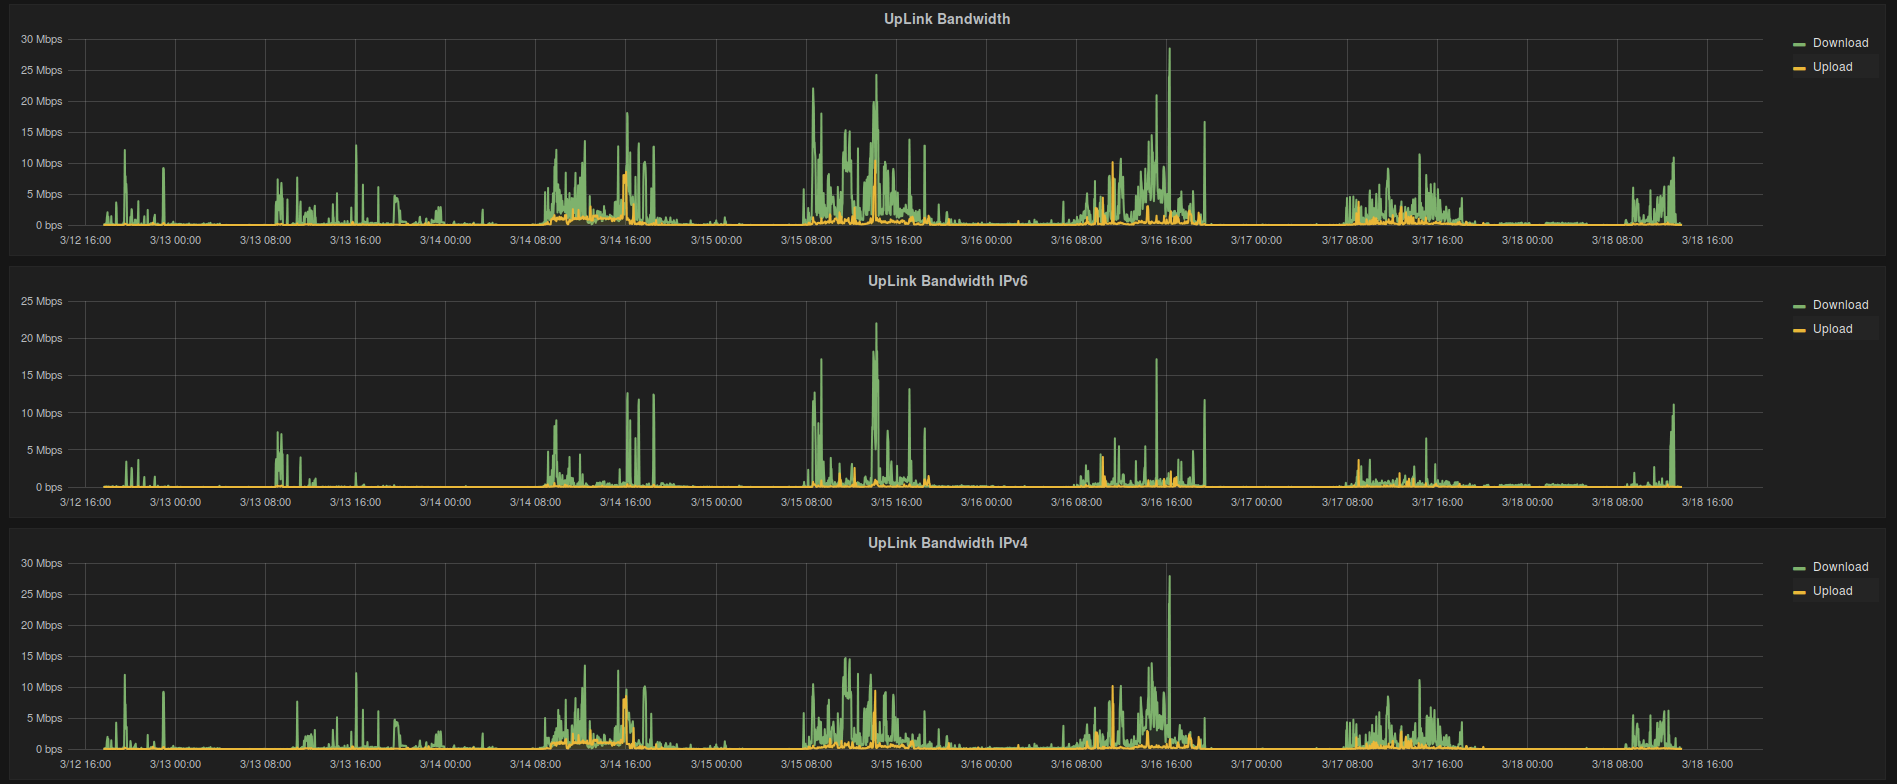 UpLink Bandwidth
30 Mbps
25 Mbps
20 Mbps
15 Mbps
10 Mbps
5 Mbps
0 bps
3/12 16:00 3/13 00:00 3/13 08:00 3/13 16:00 3/14 00:00 3/14 08:00 3/14 16:00 3/15 00:00 3/15 08:00 3/15 16:00 3/16 00:00 3/16 08:00 3/16 16:00 3/17 00:00 3/17 08:00 3/17 16:00 3/18 00:00 3/18 08:00 3/18 16:00
Download
Upload
UpLink Bandwidth IPv6
25 Mbps
20 Mbps
15 Mbps
10 Mbps
5 Mbps
0 bps
3/12 16:00 3/13 00:00 3/13 08:00 3/13 16:00 3/14 00:00 3/14 08:00 3/14 16:00 3/15 00:00 3/15 08:00 3/15 16:00 3/16 00:00 3/16 08:00 3/16 16:00 3/17 00:00 3/17 08:00 3/17 16:00 3/18 00:00 3/18 08:00 3/18 16:00
Download
Upload
UpLink Bandwidth IPv4
30 Mbps
25 Mbps
20 Mbps
15 Mbps
10 Mbps
5 Mbps
0 bps
3/12 16:00 3/13 00:00 3/13 08:00 3/13 16:00 3/14 00:00 3/14 08:00 3/14 16:00 3/15 00:00 3/15 08:00 3/15 16:00 3/16 00:00 3/16 08:00 3/16 16:00 3/17 00:00 3/17 08:00 3/17 16:00 3/18 00:00 3/18 08:00 3/18 16:00
Download
Upload